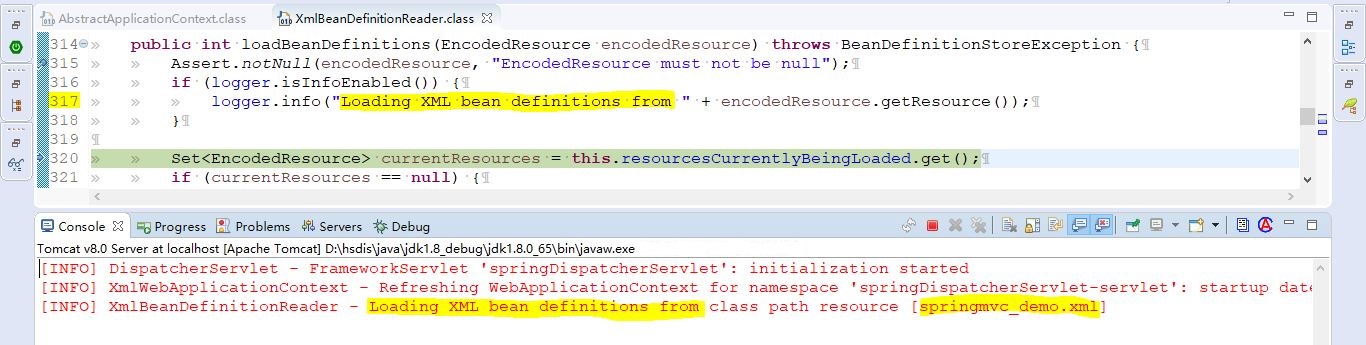 AbstractApplicationContext.class XmlBeanDefinitionReader.class
314 public int loadBeanDefinitions(EncodedResource encodedResource) throws BeanDefinitionStoreException {
315 Assert.notNull(encodedResource, "EncodedResource must not be null");
316 if (logger.isInfoEnabled()) {
317 logger.info("Loading XML bean definitions from " + encodedResource.getResource());
318 }
319
320 Set<EncodedResource> currentResources = this.resourcesCurrentlyBeingLoaded.get();
321 if (currentResources == null) {
Console Progress Problems Servers Debug
Tomcat v8.0 Server at localhost [Apache Tomcat] D:\hsdis\java\jdk1.8_debug\jdk1.8.0_65\bin\javaw.exe
[INFO] DispatcherServlet - FrameworkServlet 'springDispatcherServlet': initialization started
[INFO] XmlWebApplicationContext - Refreshing WebApplicationContext for namespace 'springDispatcherServlet-servlet': startup date
[INFO] XmlBeanDefinitionReader - Loading XML bean definitions from class path resource [springmvc_demo.xml]